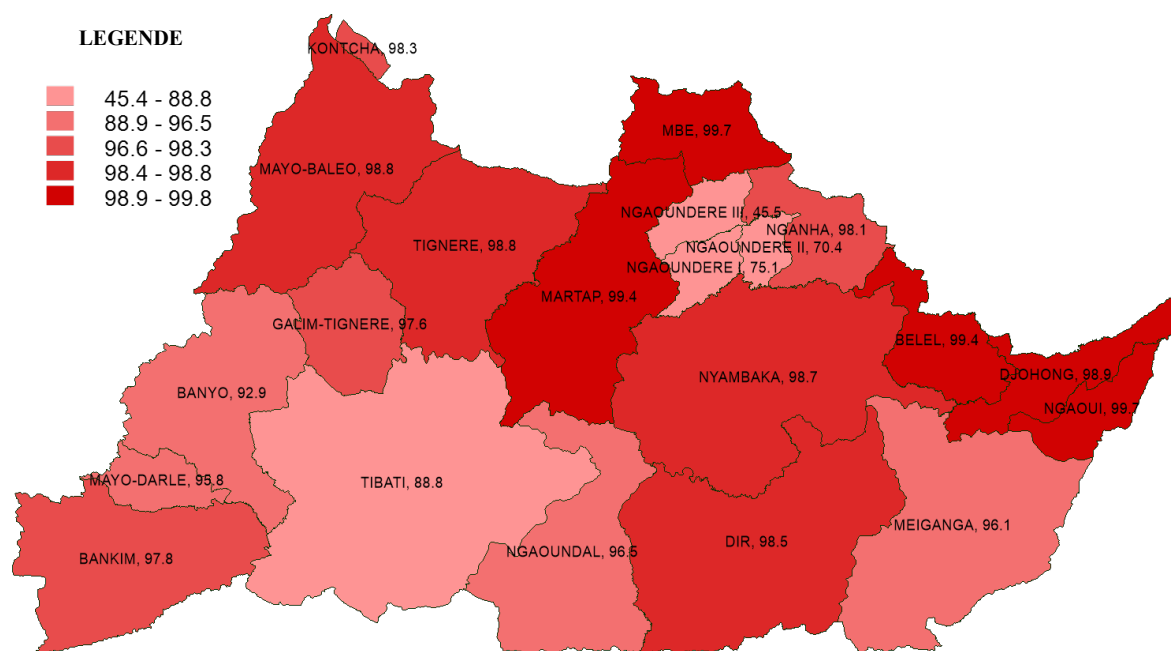 LEGENDE
45.4 - 88.8
88.9 - 96.5
96.6 - 98.3
98.4 - 98.8
98.9 - 99.8
KONTCHA, 98.3
MBE, 99.7
MAYO-BALEO, 98.8
NGAOUNDERE III, 45.5
NGANHA, 98.1
TIGNERE, 98.8
NGAOUNDERE II, 70.4
NGAOUNDERE I, 75.1
MARTAP, 99.4
GALIM-TIGNERE, 97.6
BELEL, 99.4
NYAMBAKA, 98.7
DJOHONG, 98.9
BANYO, 92.9
NGAOUI, 99.7
MAYO-DARLE, 95.8
TIBATI, 88.8
MEIGANGA, 96.1
DIR, 98.5
NGAOUNDAL, 96.5
BANKIM, 97.8